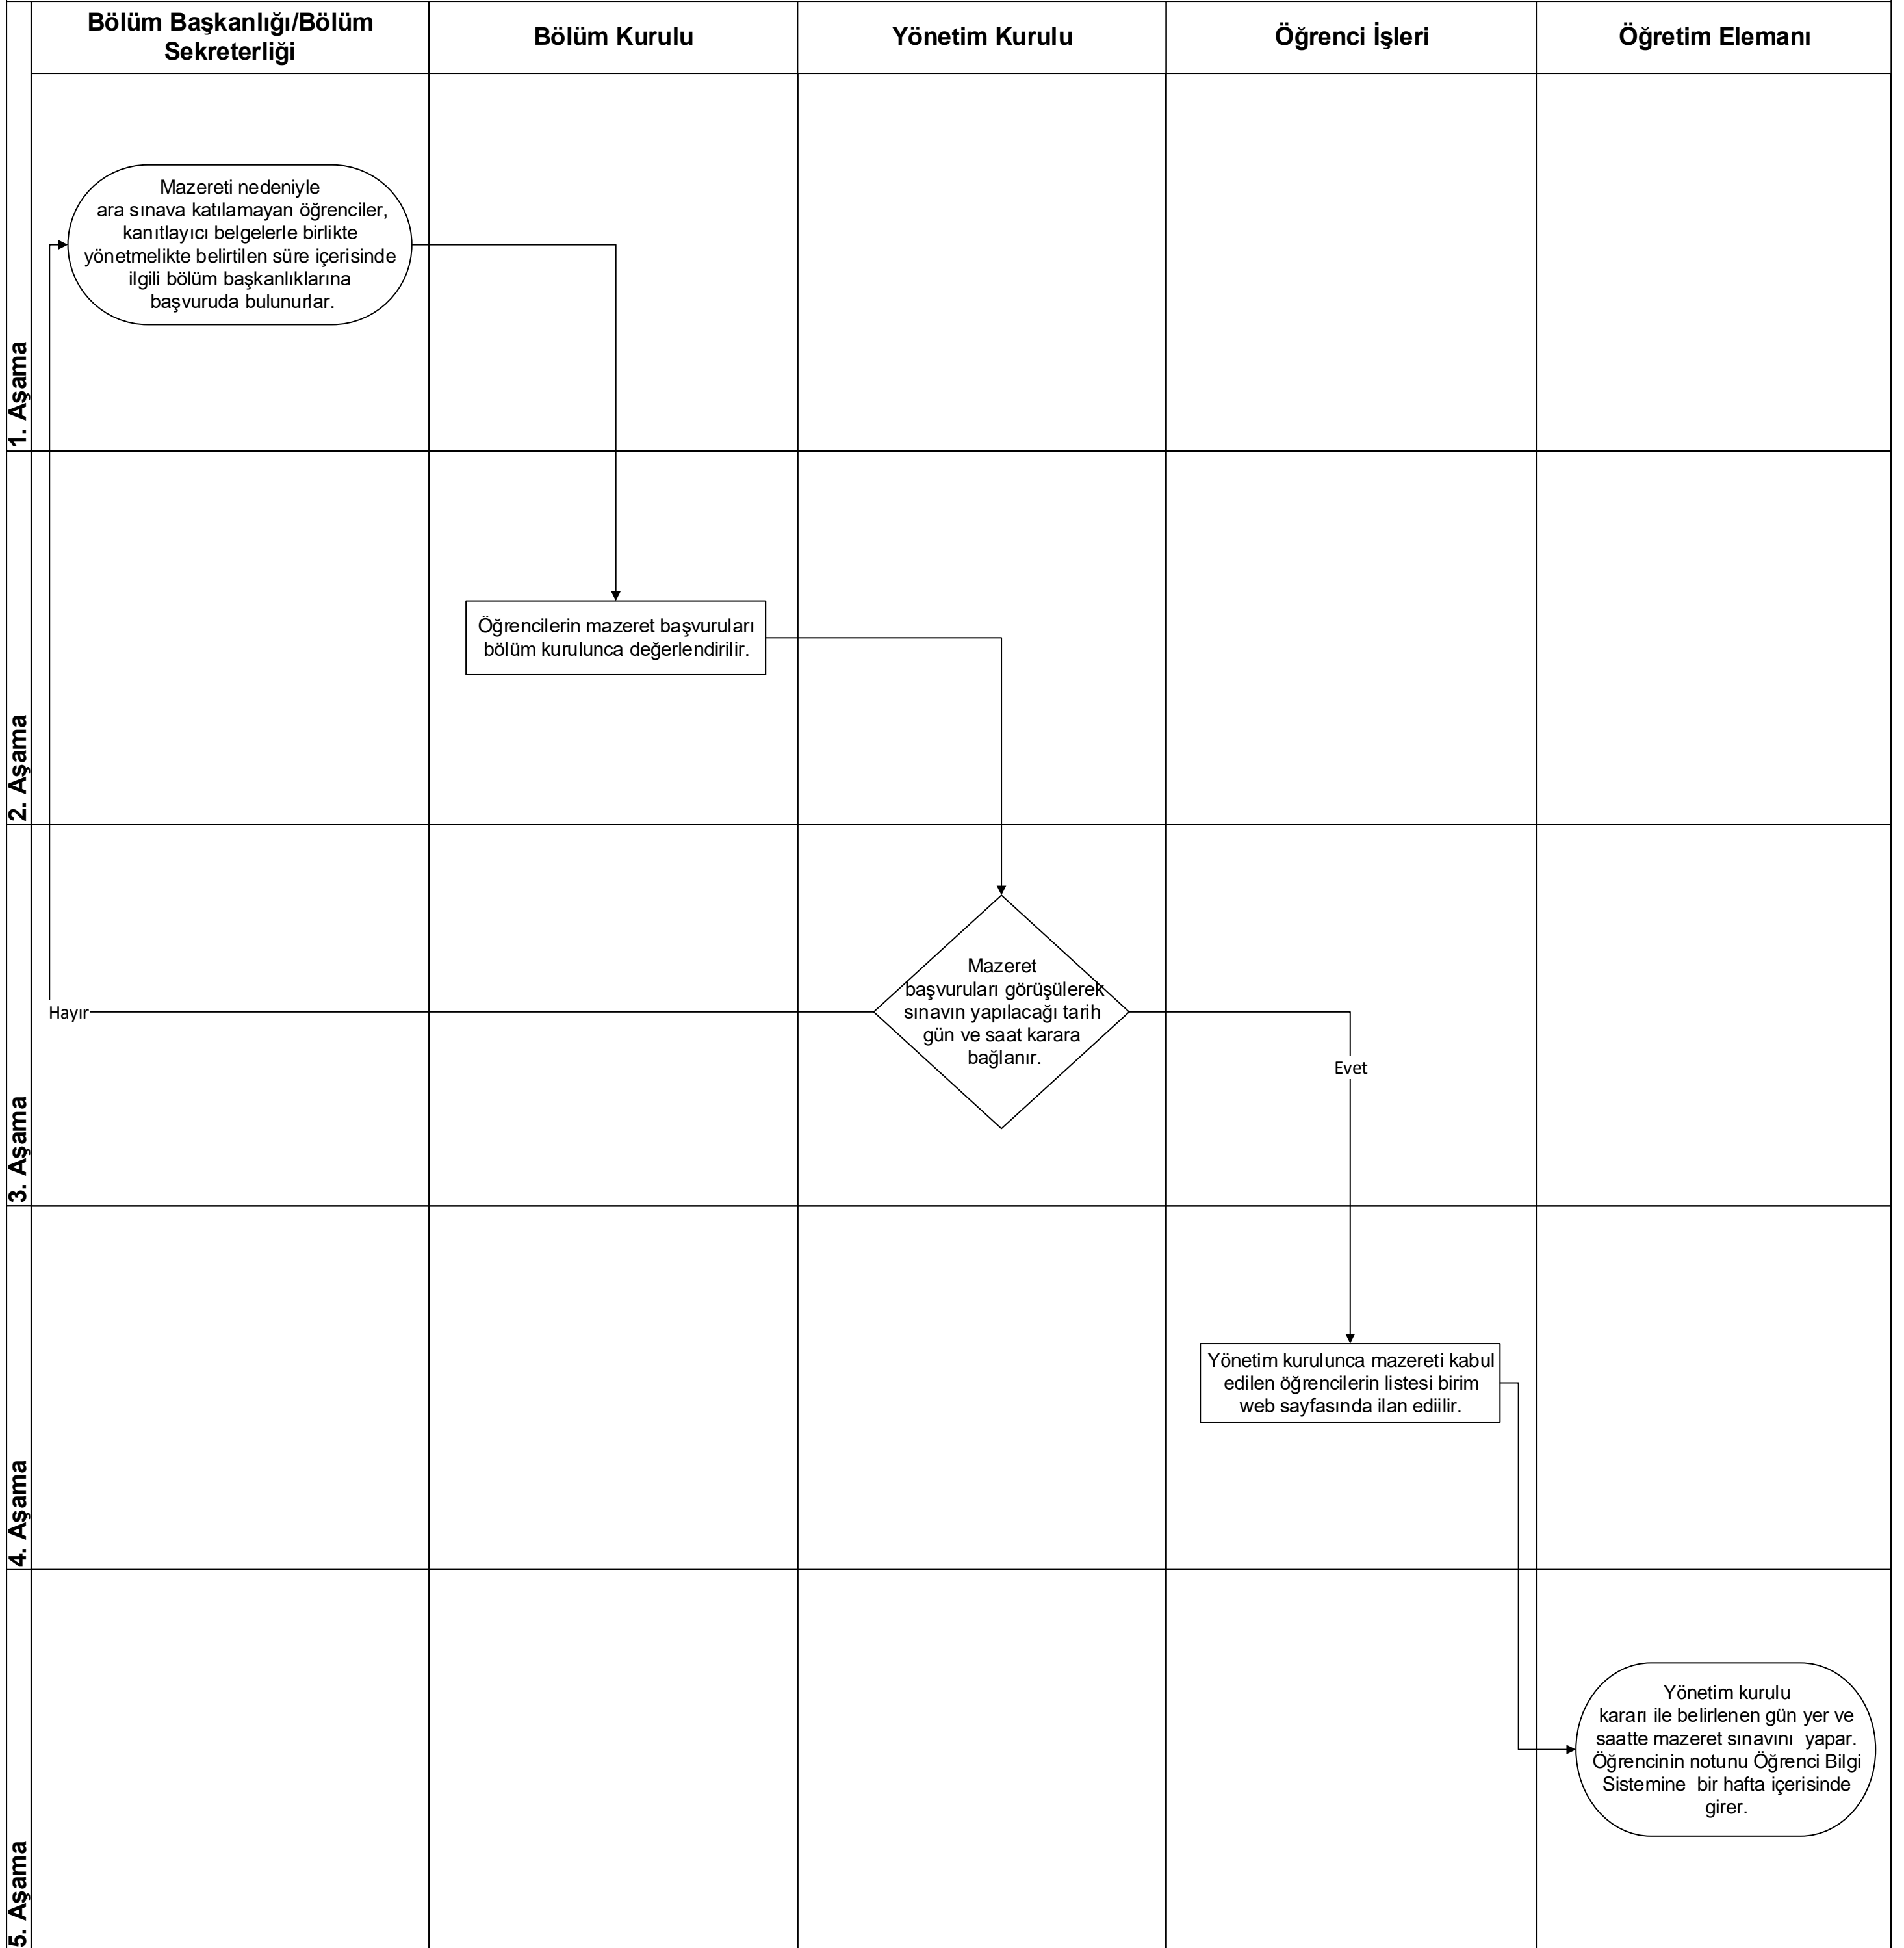 Bölüm Başkanlığı/Bölüm
Sekreterliği
Bölüm Kurulu
Yönetim Kurulu
Öğrenci İşleri
Öğretim Elemanı
1. Aşama
Mazereti nedeniyle
ara sınava katılamayan öğrenciler,
kanıtlayıcı belgelerle birlikte
yönetmelikte belirtilen süre içerisinde
ilgili bölüm başkanlıklarına
başvuruda bulunurlar.
2. Aşama
Öğrencilerin mazeret başvuruları
bölüm kurulunca değerlendirilir.
3. Aşama
Hayır
Mazeret
başvuruları görüşülerek
sınavın yapılacağı tarih
gün ve saat karara
bağlanır.
Evet
4. Aşama
Yönetim kurulunca mazereti kabul
edilen öğrencilerin listesi birim
web sayfasında ilan ediilir.
5. Aşama
Yönetim kurulu
kararı ile belirlenen gün yer ve
saatte mazeret sınavını  yapar.
Öğrencinin notunu Öğrenci Bilgi
Sistemine  bir hafta içerisinde
girer.